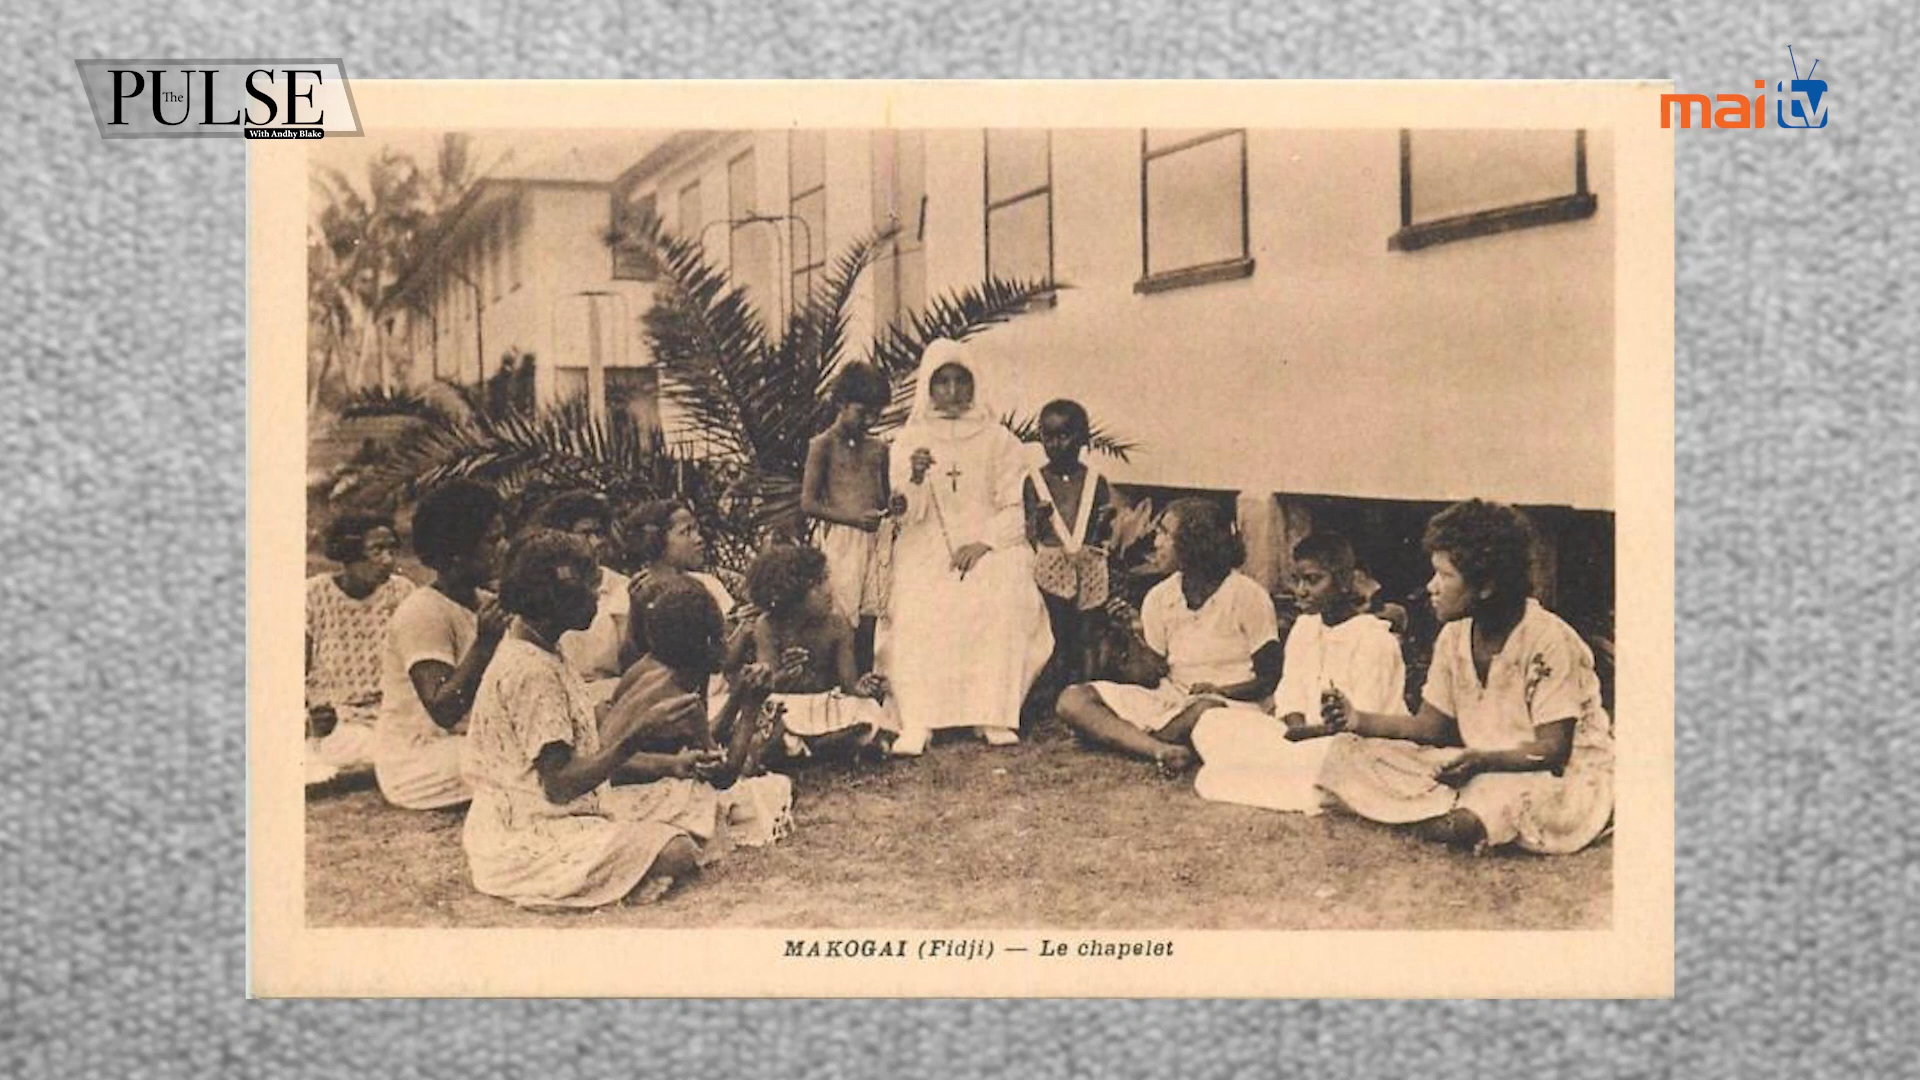 The PULSE
With Andhy Blake
mai tv
MAKOGAI (Fidji) — Le chapelet